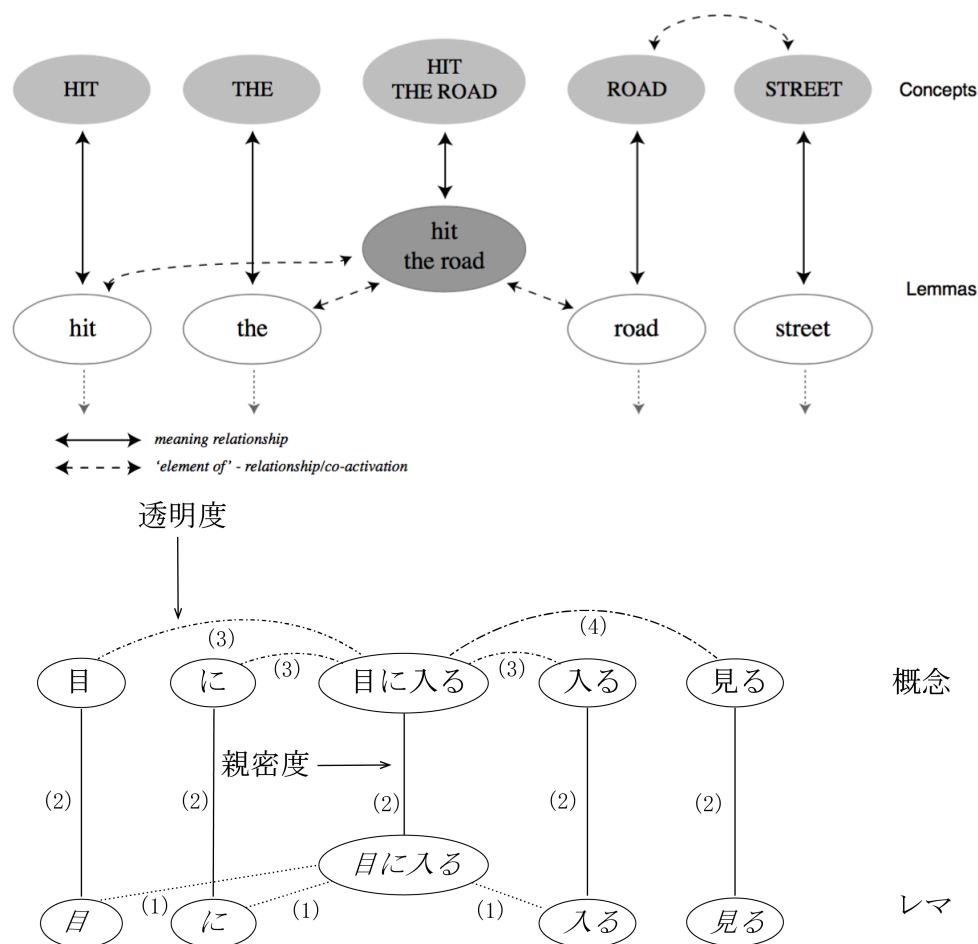 HIT
THE
HIT
THE ROAD
ROAD
STREET
Concepts
hit
the road
Lemmas
hit
the
road
street
meaning relationship
'element of' - relationship/co-activation
透明度
(3)
(4)
(3)
(3)
目
に
目に入る
入る
見る
概念
親密度
(2)
(2)
(2)
(2)
(2)
目に入る
(1)
(1)
(1)
目
に
入る
見る
レマ